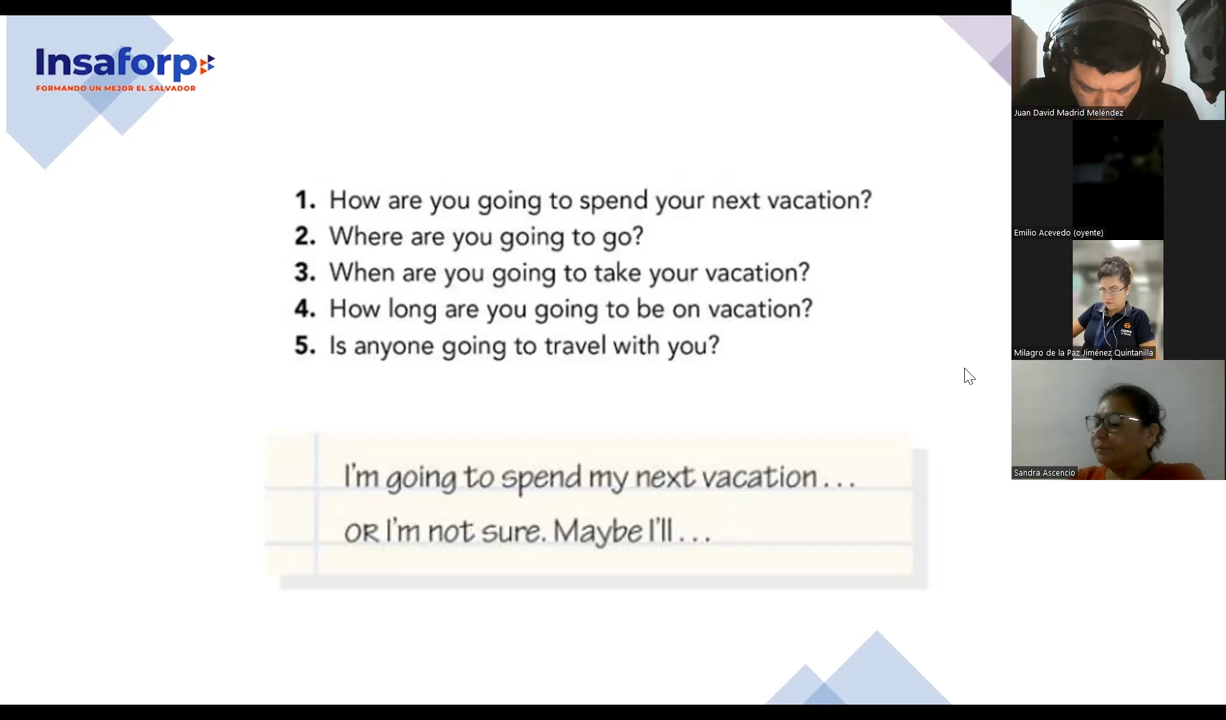 Insaforp
FORMANDO UN MEJOR EL SALVADOR
1. How are you going to spend your next vacation?
2. Where are you going to go?
3. When are you going to take your vacation?
4. How long are you going to be on vacation?
5. Is anyone going to travel with you?
I'm going to spend my next vacation...
OR I'm not sure. Maybe I'll...
Juan David Madrid Meléndez
Emilio Acevedo (oyente)
Milagro de la Paz Jiménez Quintanilla
Sandra Ascencio